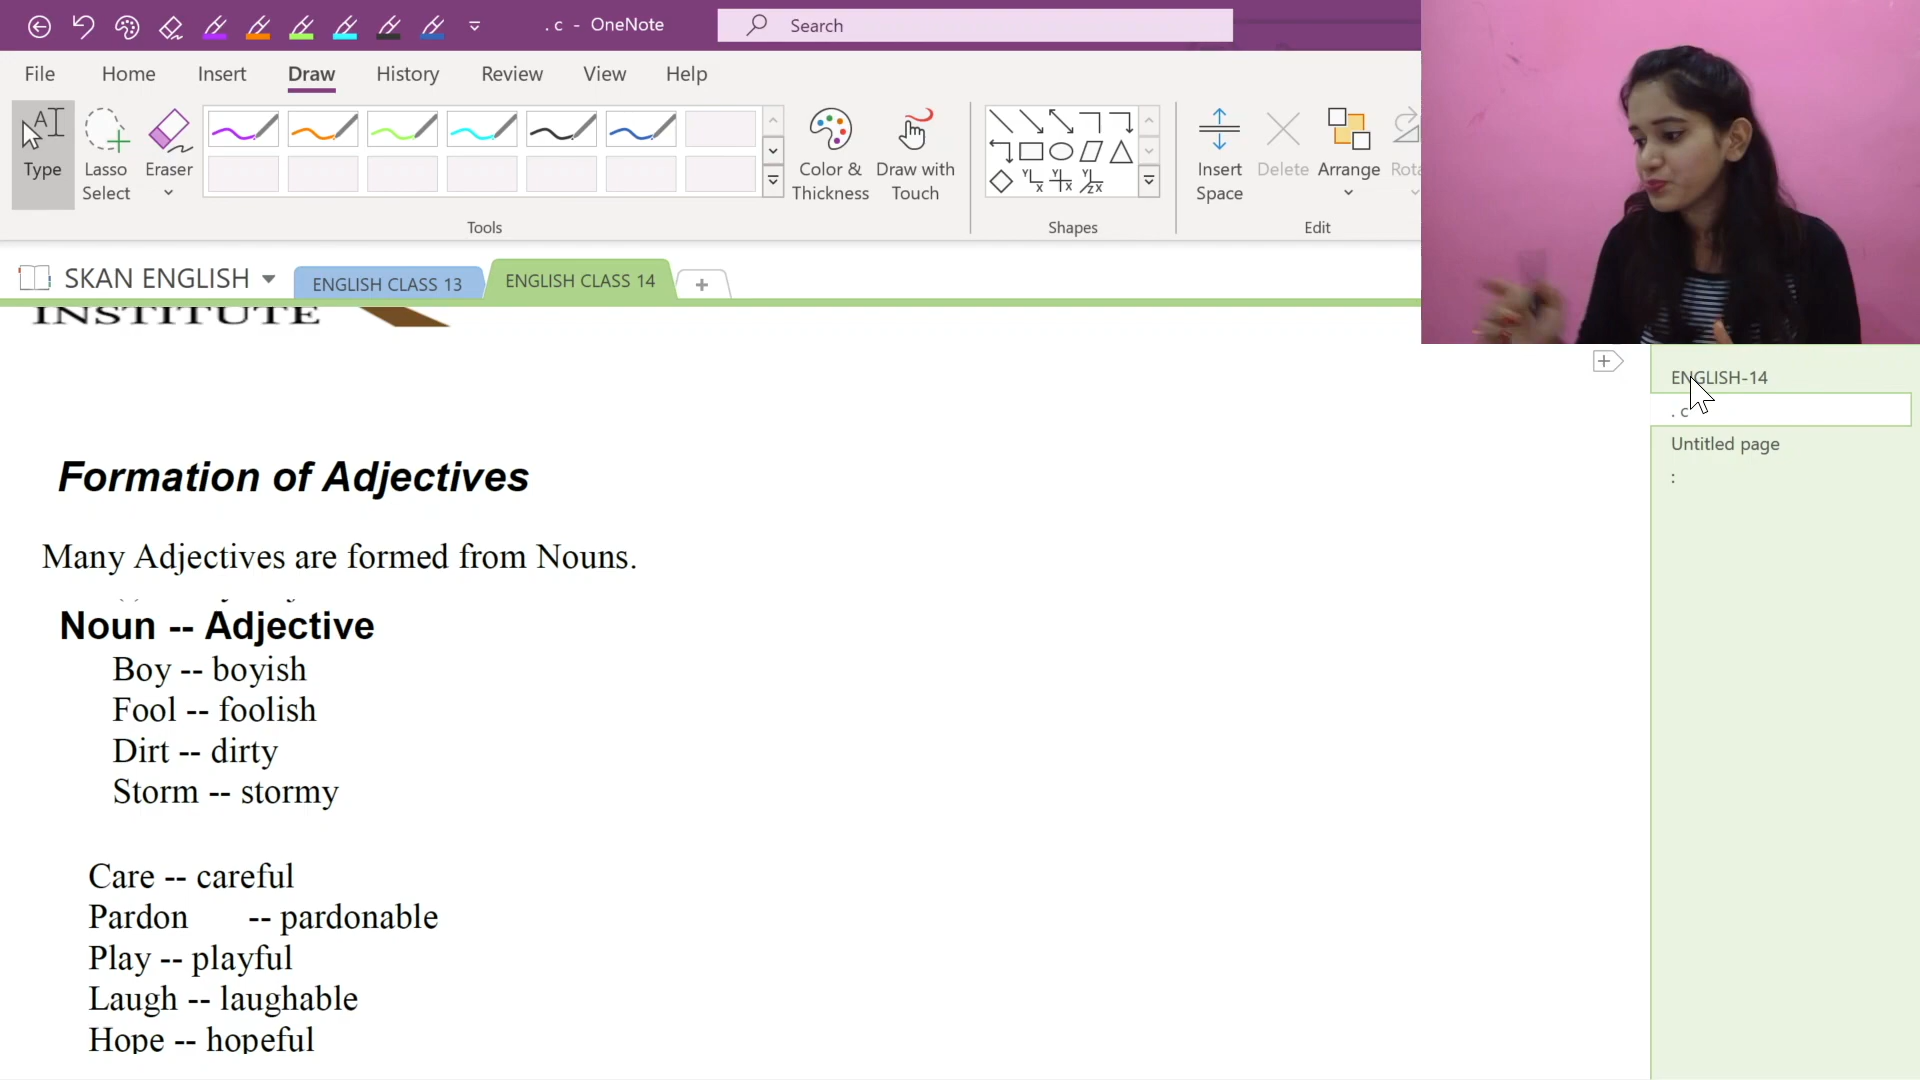 . c - OneNote
Search
File Home Insert Draw History Review View Help
Type
Lasso Select
Eraser
Color & Thickness
Draw with Touch
Insert Space
Delete
Arrange
Rota
Tools
Shapes
Edit
SKAN ENGLISH
ENGLISH CLASS 13
ENGLISH CLASS 14
INSTITUTE
ENGLISH-14
. c
Untitled page
:
Formation of Adjectives
Many Adjectives are formed from Nouns.
Noun -- Adjective
Boy -- boyish
Fool -- foolish
Dirt -- dirty
Storm -- stormy
Care -- careful
Pardon -- pardonable
Play -- playful
Laugh -- laughable
Hope -- hopeful